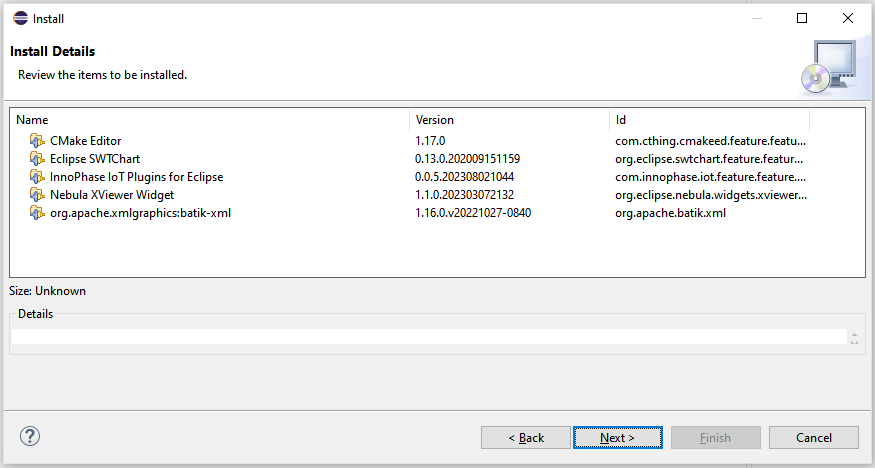 Install
Install Details
Review the items to be installed.
Name Version Id
CMake Editor 1.17.0 com.cthing.cmakeed.feature.featu...
Eclipse SWTChart 0.13.0.202009151159 org.eclipse.swtchart.feature.featur...
InnoPhase IoT Plugins for Eclipse 0.0.5.202308021044 com.innophase.iot.feature.feature....
Nebula XViewer Widget 1.1.0.202303072132 org.eclipse.nebula.widgets.xviewer...
org.apache.xmlgraphics:batik-xml 1.16.0.v20221027-0840 org.apache.batik.xml
Size: Unknown
Details
?
< Back Next > Finish Cancel